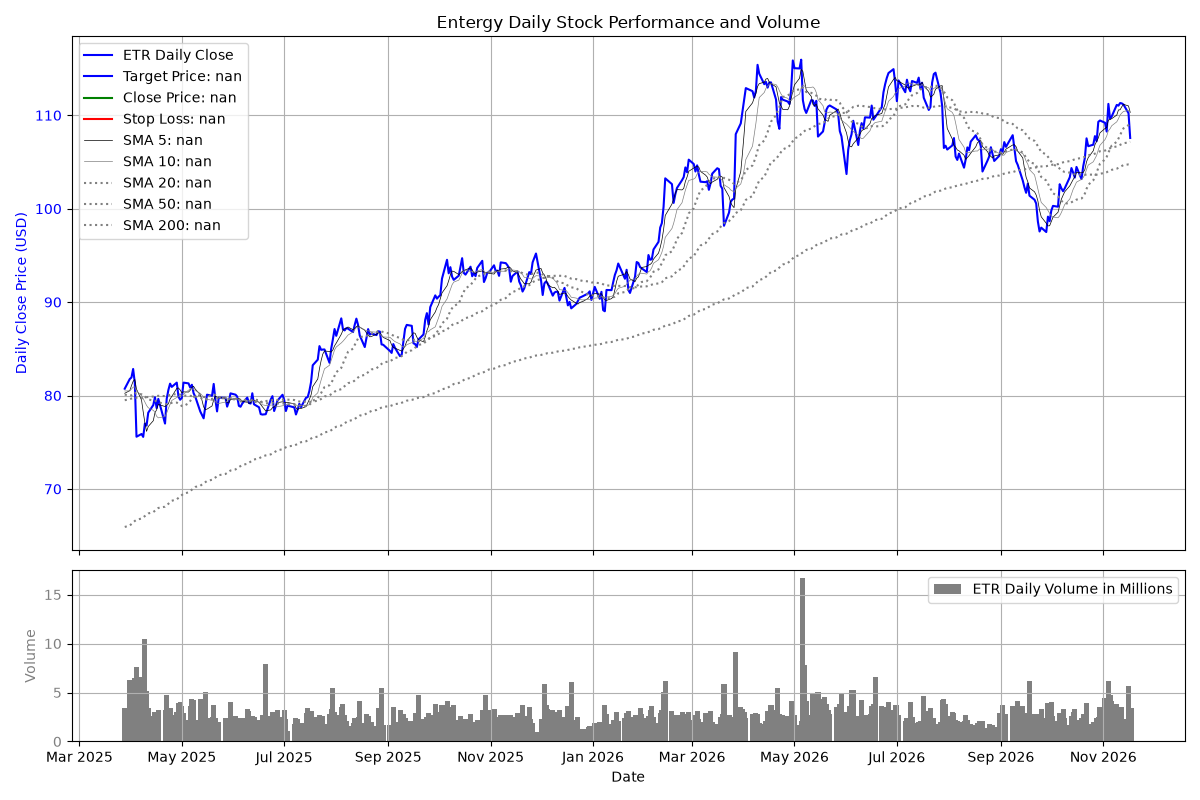 Entergy Daily Stock Performance and Volume
ETR Daily Close
Target Price: nan
Close Price: nan
Stop Loss: nan
SMA 5: nan
SMA 10: nan
SMA 20: nan
SMA 50: nan
SMA 200: nan
Daily Close Price (USD)
110
100
90
80
70
ETR Daily Volume in Millions
Volume
15
10
5
0
Mar 2025 May 2025 Jul 2025 Sep 2025 Nov 2025 Jan 2026 Mar 2026 May 2026 Jul 2026 Sep 2026 Nov 2026
Date